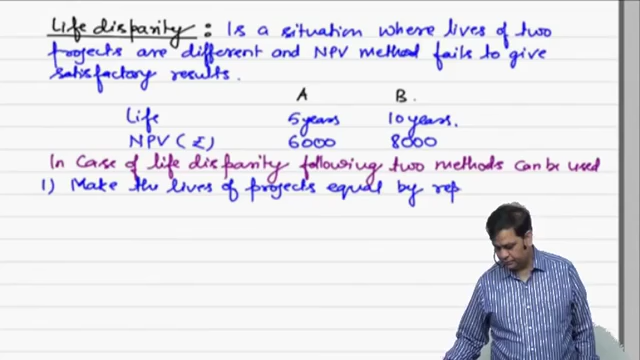 Life disparity : Is a situation where lives of two
projects are different and NPV method fails to give
satisfactory results.
A B.
Life 5 years 10 years.
NPV (₹) 6000 8000
In case of life disparity following two methods can be used
1) Make the lives of projects equal by rep